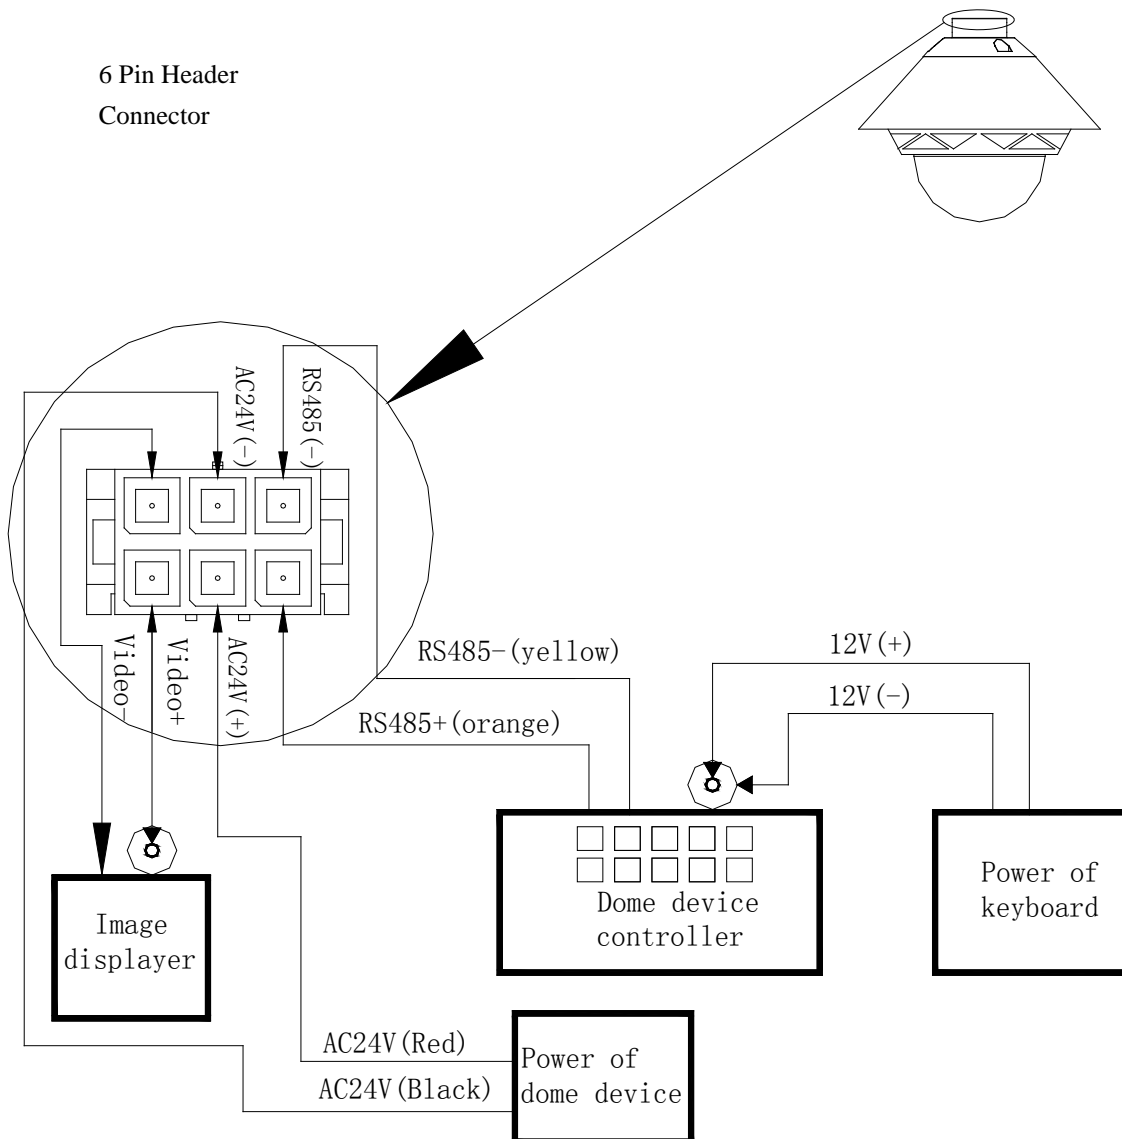 6 Pin Header
Connector
AC24V(-)
RS485(-)
Video-
Video+
AC24V(+)
RS485-(yellow)
RS485+(orange)
12V(+)
12V(-)
Image
displayer
Dome device
controller
Power of
keyboard
AC24V(Red)
AC24V(Black)
Power of
dome device